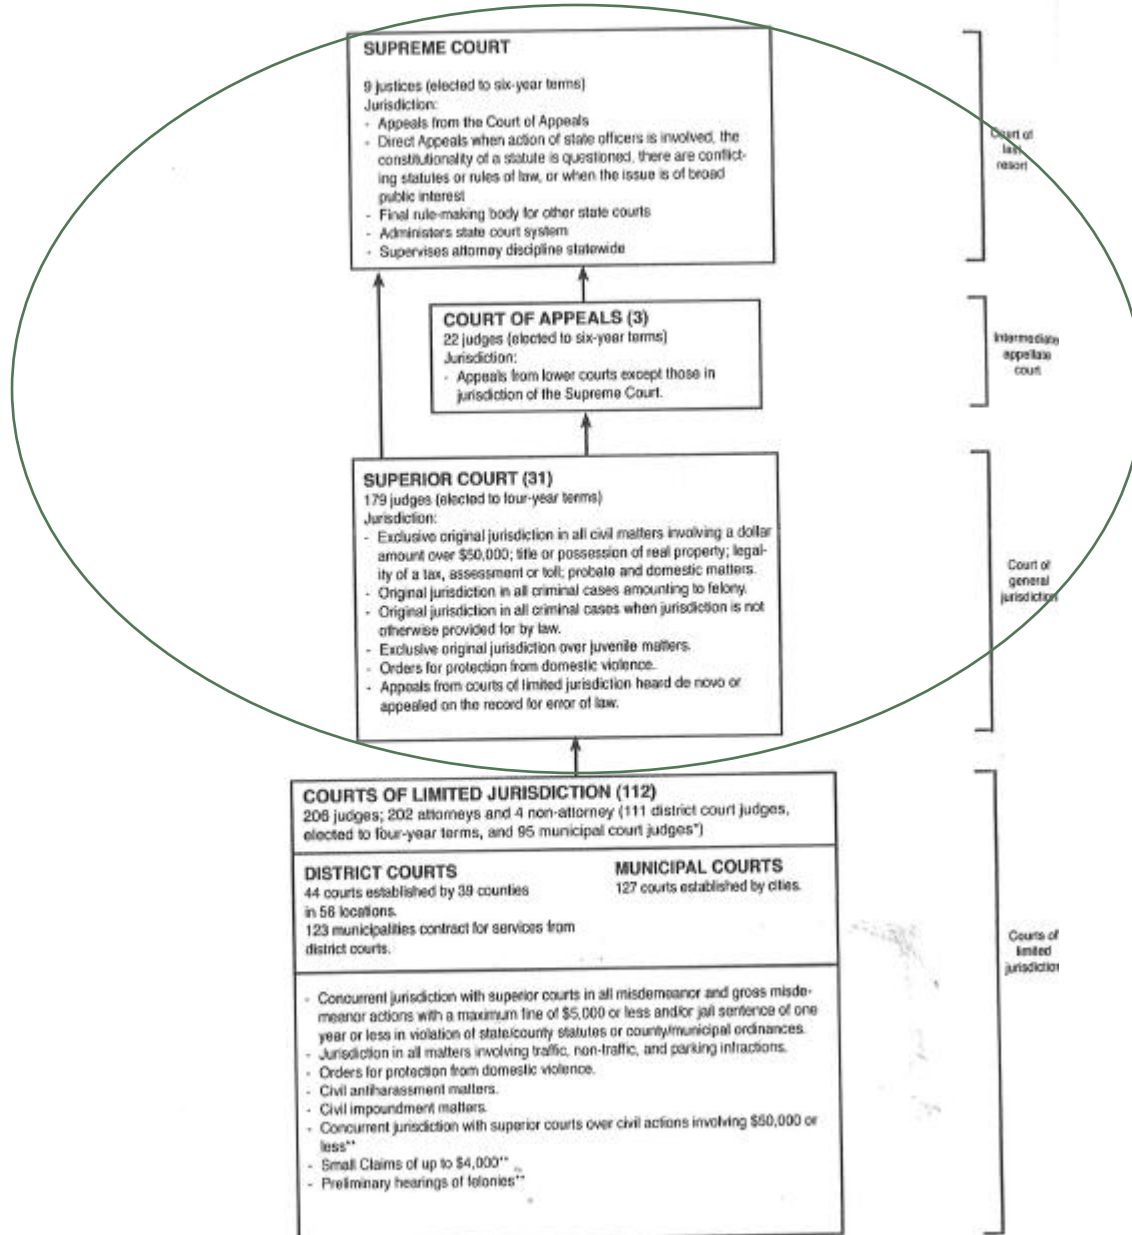 SUPREME COURT
9 justices (elected to six-year terms)
Jurisdiction:
- Appeals from the Court of Appeals
- Direct Appeals when action of state officers is involved, the
constitutionality of a statute is questioned, there are conflict-
ing statutes or rules of law, or when the issue is of broad
public interest
- Final rule-making body for other state courts
- Administers state court system
- Supervises attorney discipline statewide
Court of
last
resort
COURT OF APPEALS (3)
22 judges (elected to six-year terms)
Jurisdiction:
- Appeals from lower courts except those in
jurisdiction of the Supreme Court.
Intermediate
appellate
court
SUPERIOR COURT (31)
179 judges (elected to four-year terms)
Jurisdiction:
- Exclusive original jurisdiction in all civil matters involving a dollar
amount over $50,000; title or possession of real property; legal-
ity of a tax, assessment or toll; probate and domestic matters.
- Original jurisdiction in all criminal cases amounting to felony.
- Original jurisdiction in all criminal cases when jurisdiction is not
otherwise provided for by law.
- Exclusive original jurisdiction over juvenile matters.
- Orders for protection from domestic violence.
- Appeals from courts of limited jurisdiction heard de novo or
appealed on the record for error of law.
Court of
general
jurisdiction
COURTS OF LIMITED JURISDICTION (112)
206 judges; 202 attorneys and 4 non-attorney (111 district court judges,
elected to four-year terms, and 95 municipal court judges*)
DISTRICT COURTS
44 courts established by 39 counties
in 58 locations.
123 municipalities contract for services from
district courts.
MUNICIPAL COURTS
127 courts established by cities.
- Concurrent jurisdiction with superior courts in all misdemeanor and gross misde-
meanor actions with a maximum fine of $5,000 or less and/or jail sentence of one
year or less in violation of state/county statutes or county/municipal ordinances.
- Jurisdiction in all matters involving traffic, non-traffic, and parking infractions.
- Orders for protection from domestic violence.
- Civil antiharassment matters.
- Civil impoundment matters.
- Concurrent jurisdiction with superior courts over civil actions involving $50,000 or
less**
- Small Claims of up to $4,000**
- Preliminary hearings of felonies**
Courts of
limited
jurisdiction